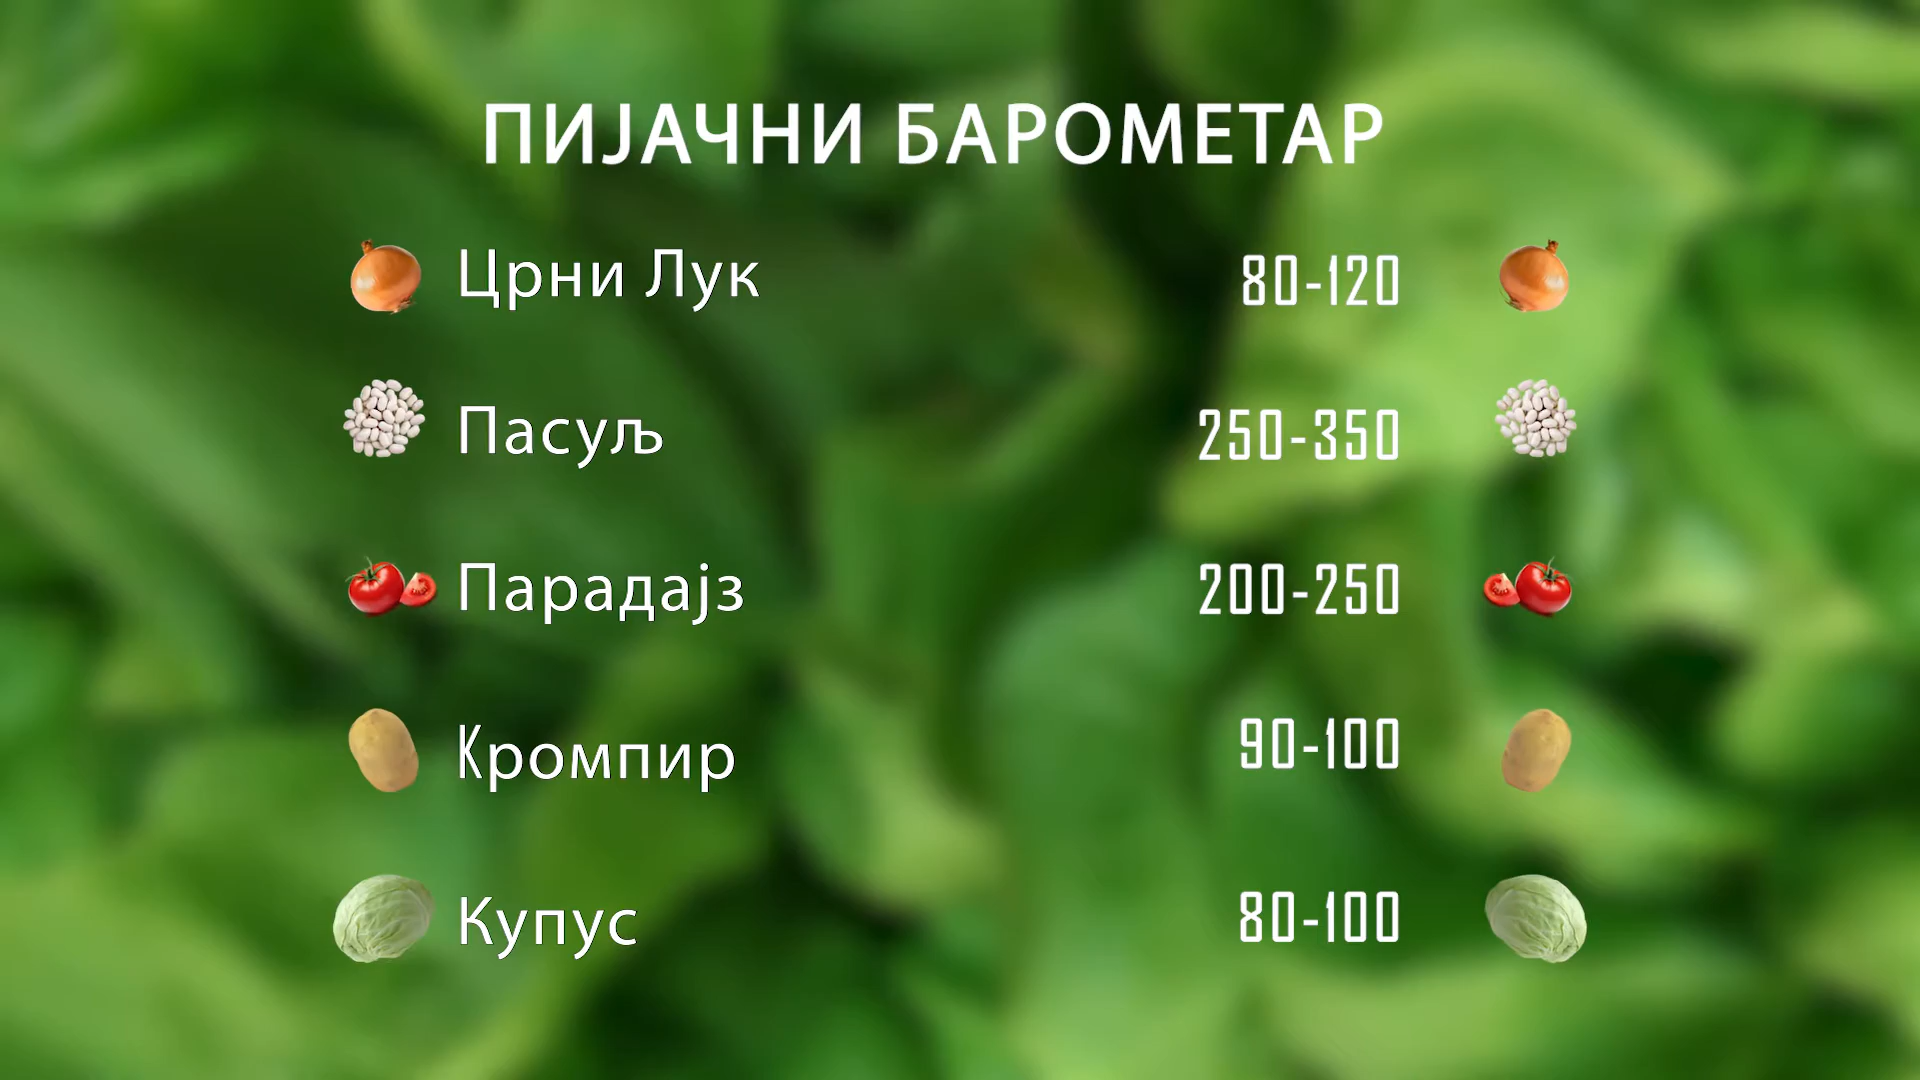 ПИЈАЧНИ БАРОМЕТАР
Црни Лук 80-120
Пасуљ 250-350
Парадајз 200-250
Кромпир 90-100
Купус 80-100